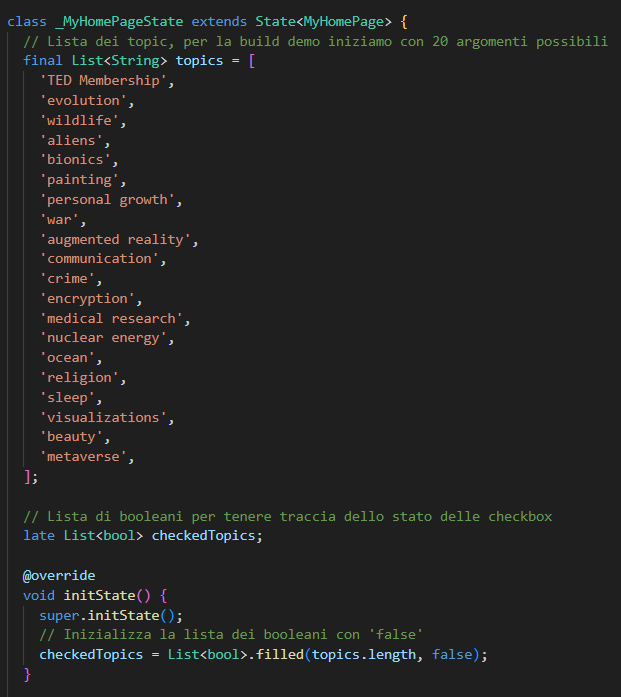 class _MyHomePageState extends State<MyHomePage> {
  // Lista dei topic, per la build demo iniziamo con 20 argomenti possibili
  final List<String> topics = [
    'TED Membership',
    'evolution',
    'wildlife',
    'aliens',
    'bionics',
    'painting',
    'personal growth',
    'war',
    'augmented reality',
    'communication',
    'crime',
    'encryption',
    'medical research',
    'nuclear energy',
    'ocean',
    'religion',
    'sleep',
    'visualizations',
    'beauty',
    'metaverse',
  ];

  // Lista di booleani per tenere traccia dello stato delle checkbox
  late List<bool> checkedTopics;

  @override
  void initState() {
    super.initState();
    // Inizializza la lista dei booleani con 'false'
    checkedTopics = List<bool>.filled(topics.length, false);
  }